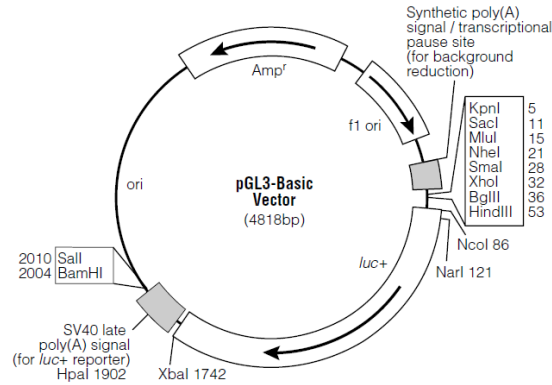 Synthetic poly(A)
signal / transcriptional
pause site
(for background
reduction)
Ampʳ
f1 ori
KpnI 5
SacI 11
MluI 15
NheI 21
SmaI 28
XhoI 32
BglII 36
HindIII 53
ori
pGL3-Basic
Vector
(4818bp)
NcoI 86
NarI 121
luc+
2010 SalI
2004 BamHI
SV40 late
poly(A) signal
(for luc+ reporter)
HpaI 1902
XbaI 1742